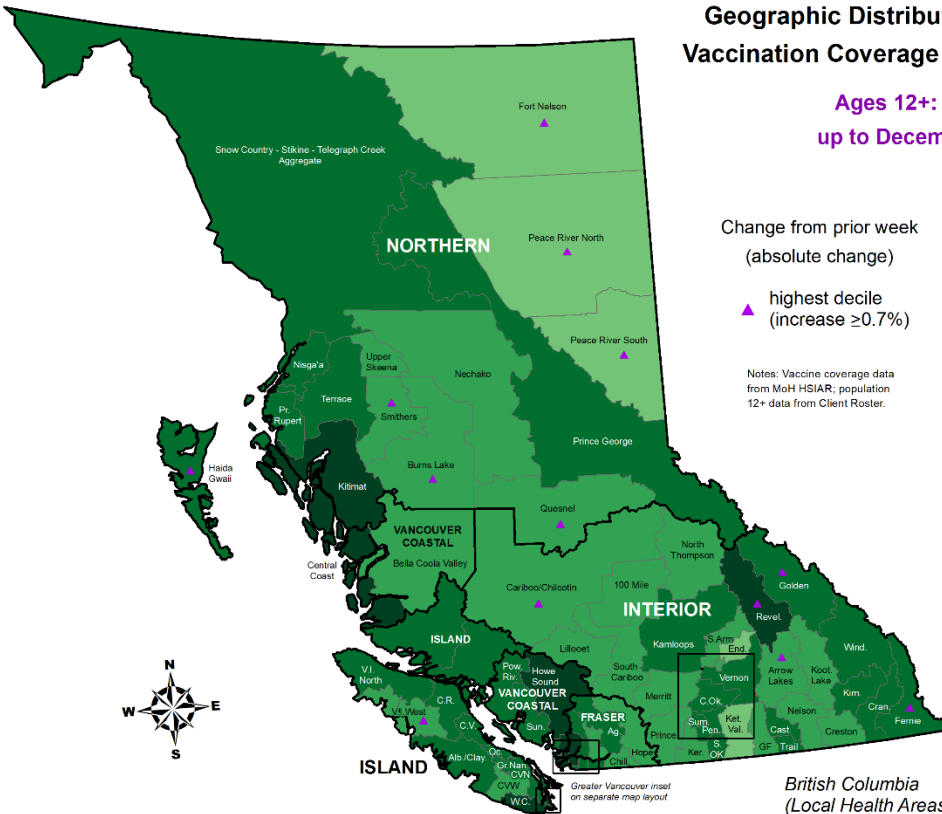 Geographic Distribu
Vaccination Coverage
Ages 12+:
up to Decem
Change from prior week
(absolute change)
highest decile
(increase ≥0.7%)
Notes: Vaccine coverage data
from MoH HSIAR; population
12+ data from Client Roster.
Fort Nelson
Snow Country - Stikine - Telegraph Creek
Aggregate
NORTHERN
Peace River North
Peace River South
Nisga'a
Upper
Skeena
Nechako
Terrace
Pr.
Rupert
Smithers
Prince George
Haida
Gwaii
Kitimat
Burns Lake
Quesnel
VANCOUVER
COASTAL
Central
Coast
Bella Coola Valley
North
Thompson
Cariboo/Chilcotin
100 Mile
Golden
INTERIOR
Revel.
ISLAND
Lillooet
Kamloops
S.Arm
End.
Wind.
South
Cariboo
Vernon
Arrow
Lakes
Koot.
Lake
V.I.
North
Pow.
Riv.
Howe
Sound
VANCOUVER
COASTAL
Merritt
C.Ok.
Kim.
C.R.
Nelson
Cran.
Fernie
V.I.West
C.V.
Sun.
FRASER
Ag.
Prince
Sum.
Pen.
Ket.
Val.
Cast
Creston
Alb./Clay.
Qc.
Gr.Nan.
CVN
CVW
W.C.
Hope
Chill
Ker.
S.
OK
GF
Trail
ISLAND
Greater Vancouver inset
on separate map layout
N
W
E
S
British Columbia
(Local Health Areas